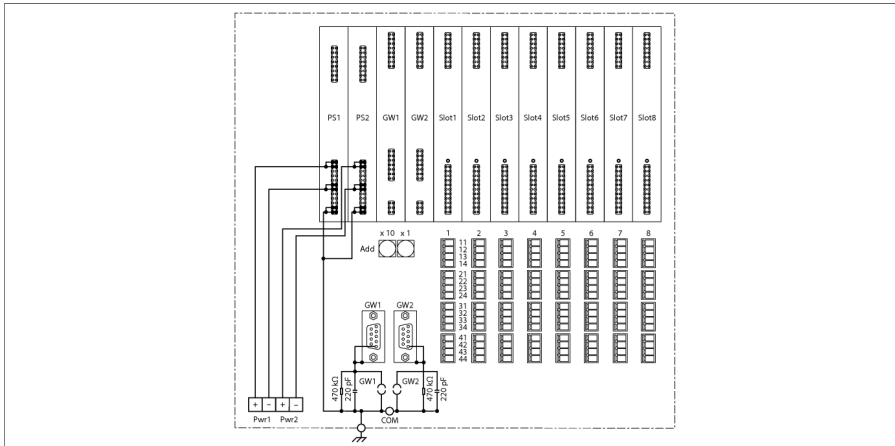 PS1 PS2 GW1 GW2 Slot1 Slot2 Slot3 Slot4 Slot5 Slot6 Slot7 Slot8
x 10 x 1
Add
1 2 3 4 5 6 7 8
11
12
13
14
21
22
23
24
31
32
33
34
41
42
43
44
GW1 GW2
470 kΩ 220 pF GW1 GW2 470 kΩ 220 pF
+ − + −
Pwr1 Pwr2
COM